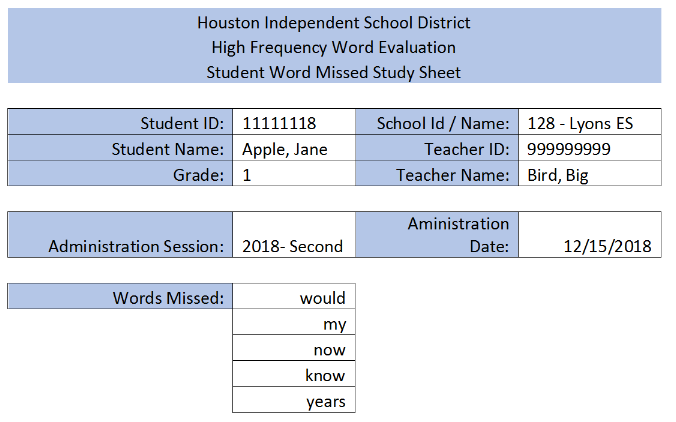 Houston Independent School District
High Frequency Word Evaluation
Student Word Missed Study Sheet
Student ID: 11111118 School Id / Name: 128 - Lyons ES
Student Name: Apple, Jane Teacher ID: 999999999
Grade: 1 Teacher Name: Bird, Big
Aministration
Administration Session: 2018- Second Date: 12/15/2018
Words Missed: would
my
now
know
years